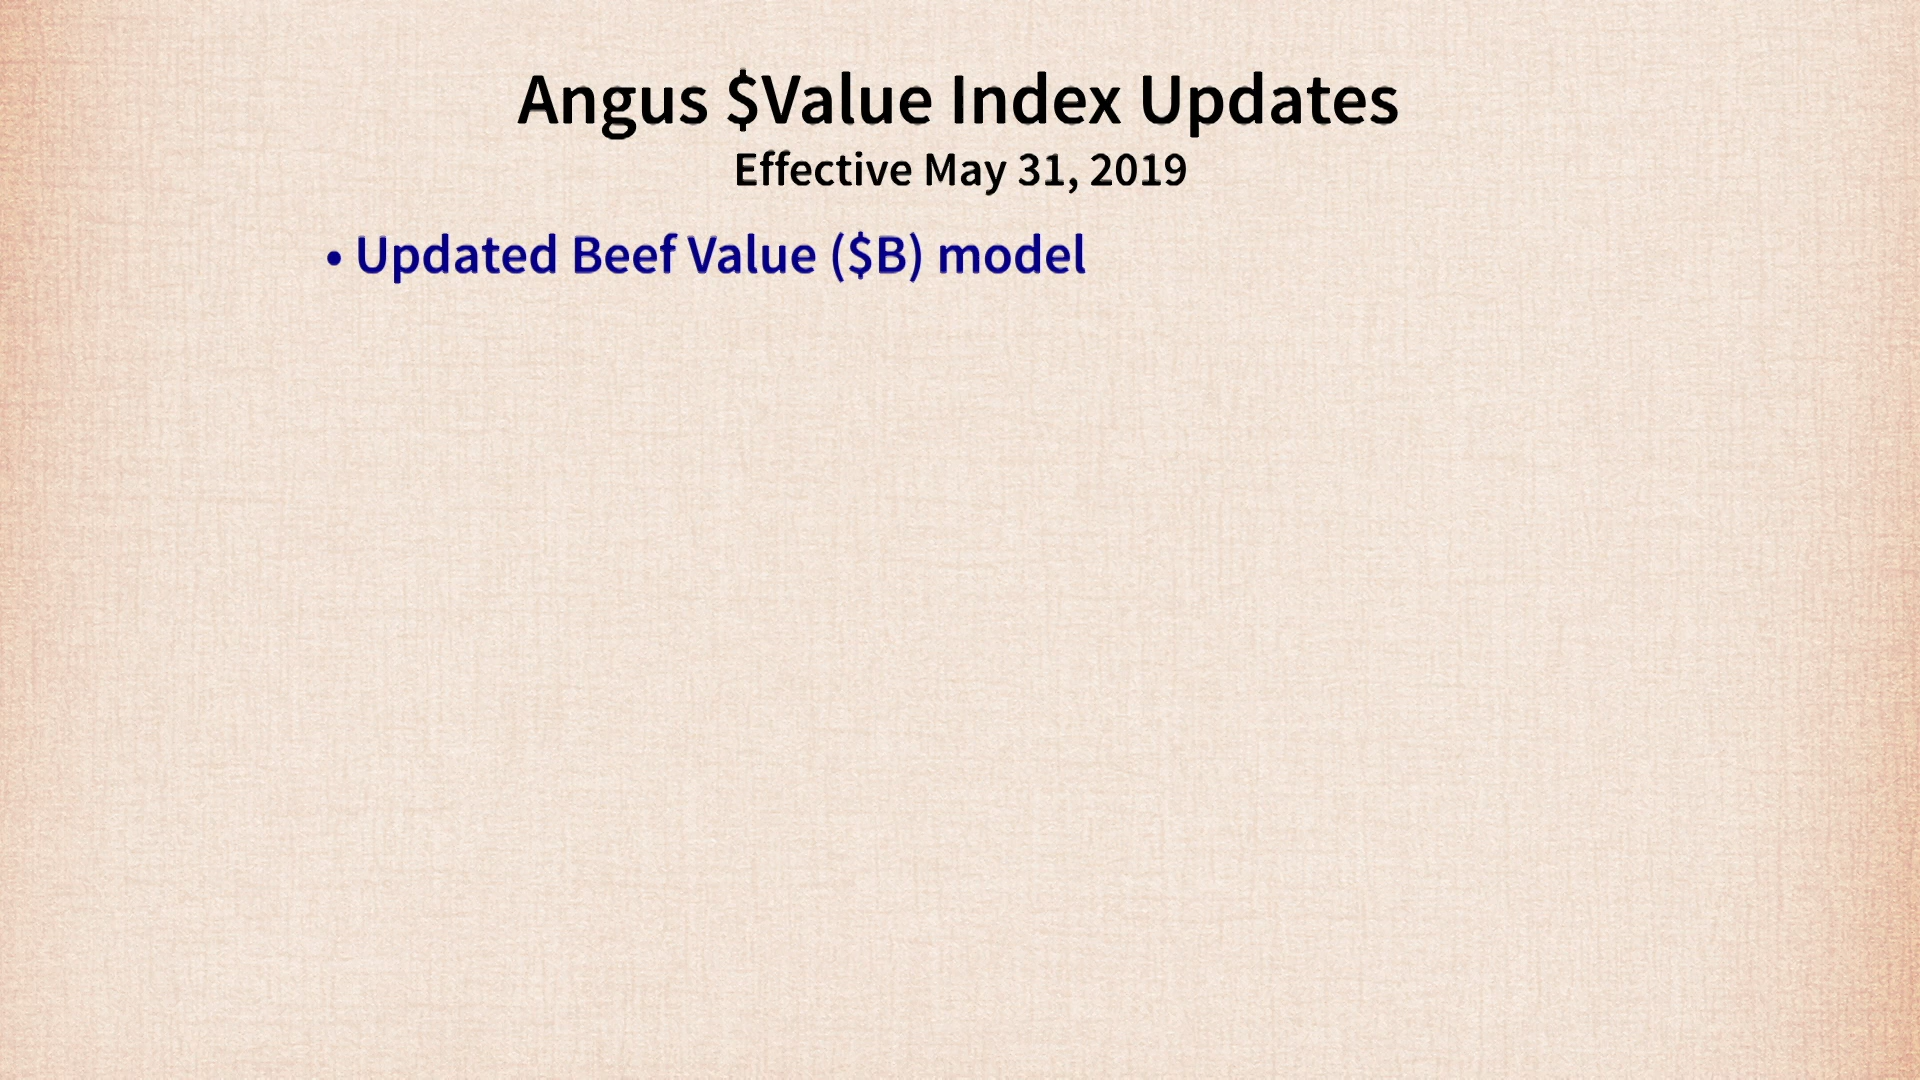 Angus $Value Index Updates
Effective May 31, 2019
• Updated Beef Value ($B) model